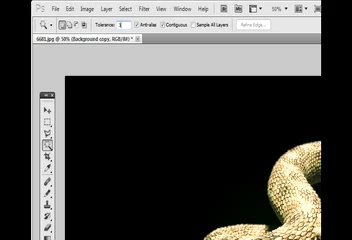 Ps File Edit Image Layer Select Filter View Window Help 50%
Tolerance: Anti-alias Contiguous Sample All Layers Refine Edge...
6681.jpg @ 50% (Background copy, RGB/8#) *